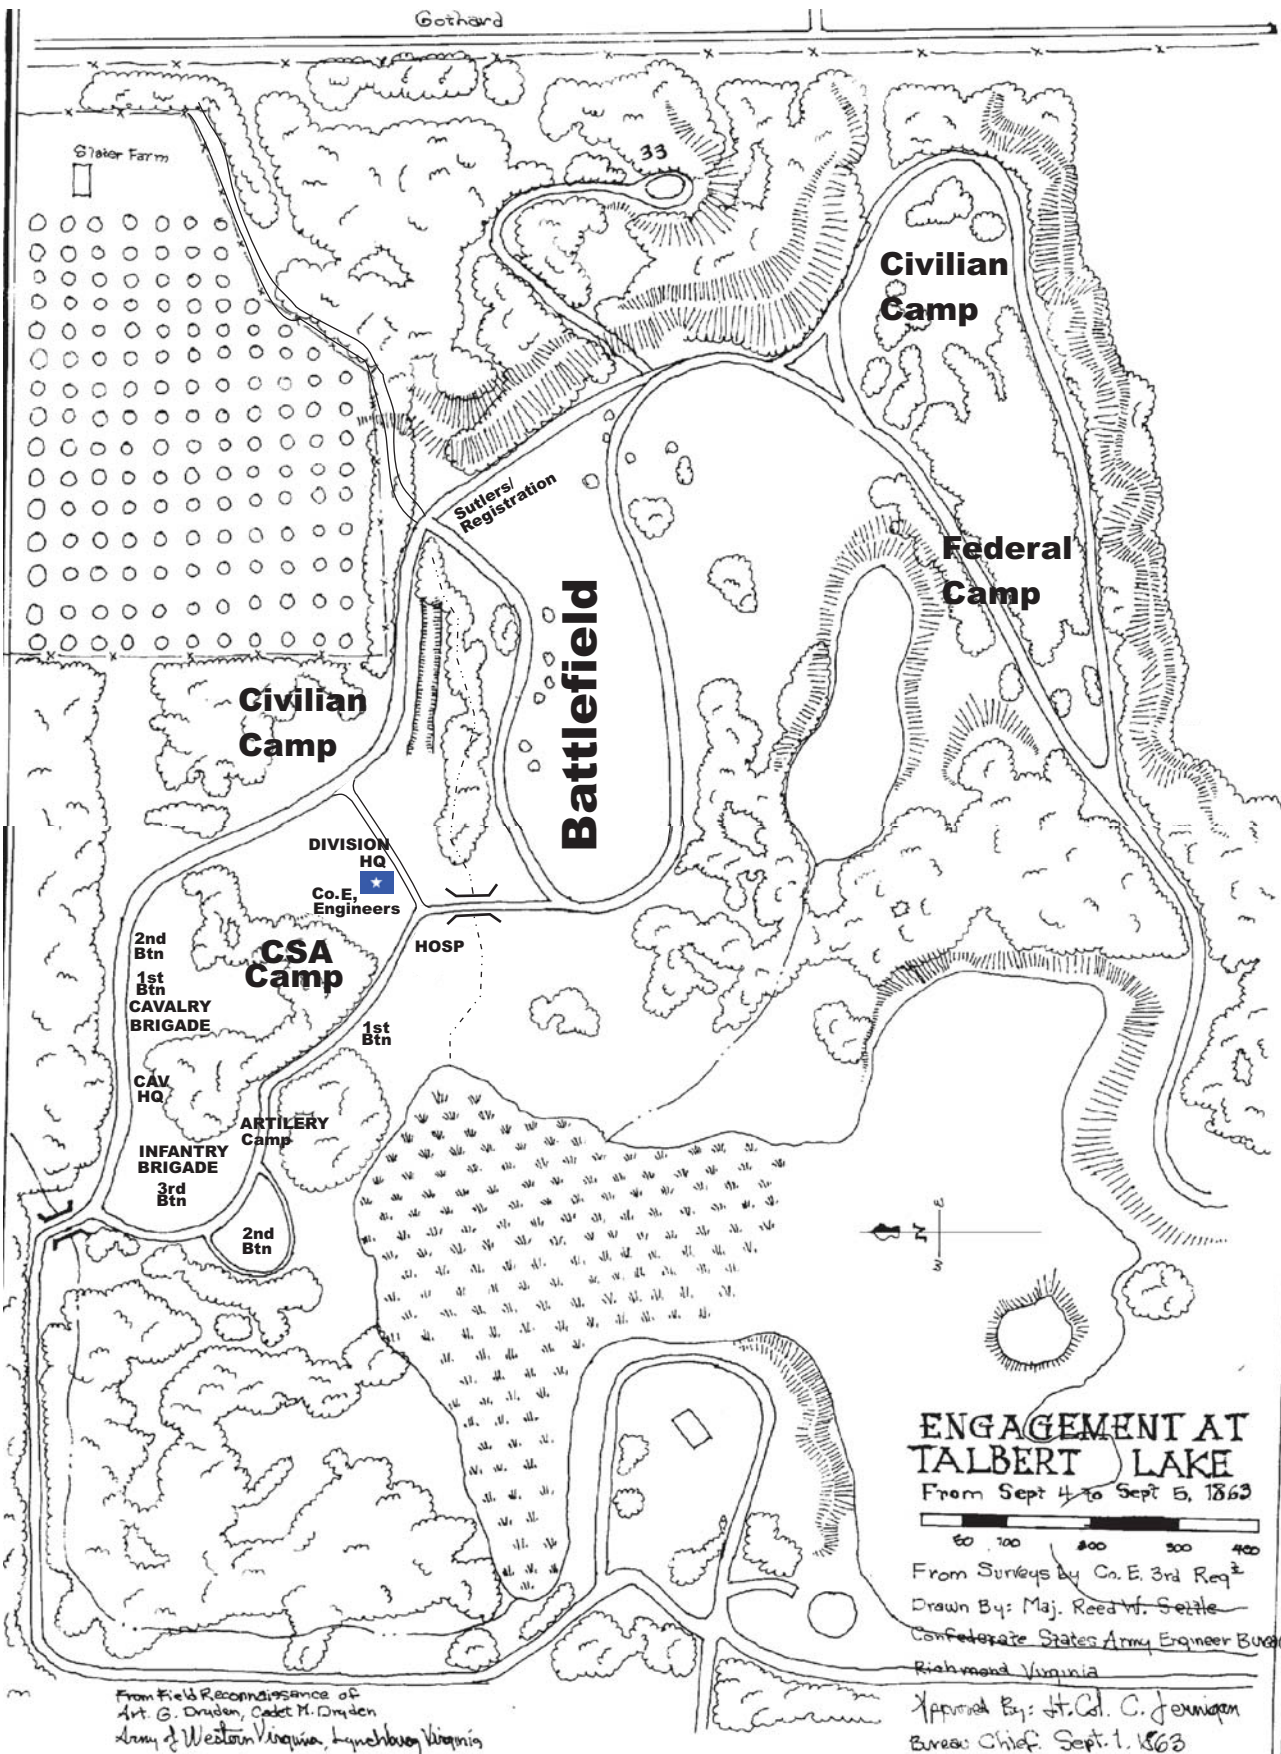 Gothard
Slater Farm
33
Civilian
Camp
Sutlers/
Registration
Federal
Camp
Battlefield
Civilian
Camp
DIVISION
HQ
Co.E,
Engineers
2nd
Btn
CSA
Camp
HOSP
1st
Btn
CAVALRY
BRIGADE
1st
Btn
CAV
HQ
ARTILERY
Camp
INFANTRY
BRIGADE
3rd
Btn
2nd
Btn
E
N
W
ENGAGEMENT AT
TALBERT LAKE
From Sept 4 to Sept 5, 1863
50 100 200 300 400
From Surveys by Co. E. 3rd Regt
Drawn By: Maj. Reed W. Settle
Confederate States Army Engineer Bureau
Richmond Virginia
Approved By: Lt. Col. C. Jernigan
Bureau Chief. Sept. 1. 1863
From Field Reconnaissance of
Art. G. Dryden, Cadet M. Dryden
Army of Western Virginia, Lynchburg Virginia